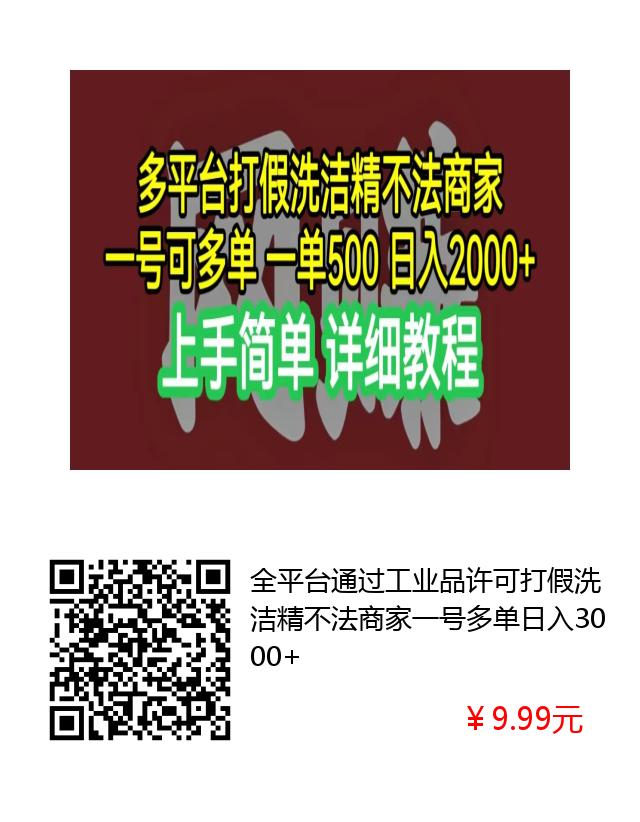 多平台打假洗洁精不法商家
一号可多单 一单500 日入2000+
上手简单 详细教程
全平台通过工业品许可打假洗
洁精不法商家一号多单日入30
00+
¥9.99元